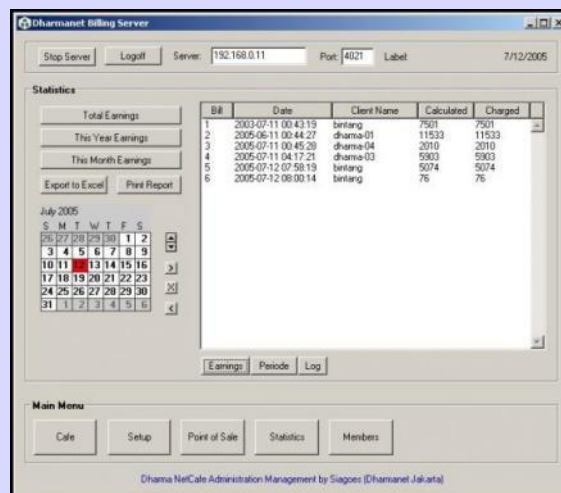 Dharmanet Billing Server
Stop Server Logoff Server: 192.168.0.11 Port: 4021 Label: 7/12/2005
Statistics
Total Earnings
This Year Earnings
This Month Earnings
Export to Excel Print Report
July 2005
S M T W T F S
26 27 28 29 30 1 2
3 4 5 6 7 8 9
10 11 12 13 14 15 16
17 18 19 20 21 22 23
24 25 26 27 28 29 30
31 1 2 3 4 5 6
Bill Date Client Name Calculated Charged
1 2003-07-11 00:43:19 bintang 7501 7501
2 2005-06-11 00:44:27 dharma-01 11533 11533
3 2005-07-11 00:45:28 dharma-04 2010 2010
4 2005-07-11 04:17:21 dharma-03 5903 5903
5 2005-07-12 07:58:19 bintang 5074 5074
6 2005-07-12 08:00:14 bintang 76 76
Earnings Periode Log
Main Menu
Cafe Setup Point of Sale Statistics Members
Dharma NetCafe Administration Management by Siagoes (Dharmanet Jakarta)